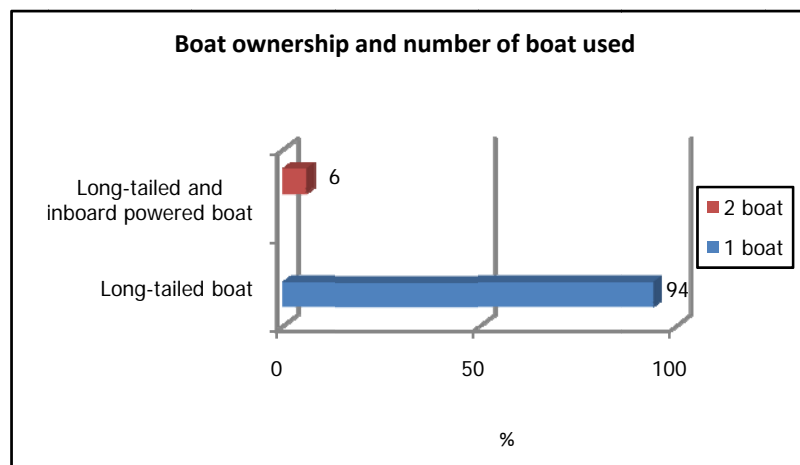 Boat ownership and number of boat used
Long-tailed and
inboard powered boat
6
Long-tailed boat
94
2 boat
1 boat
0
50
100
%